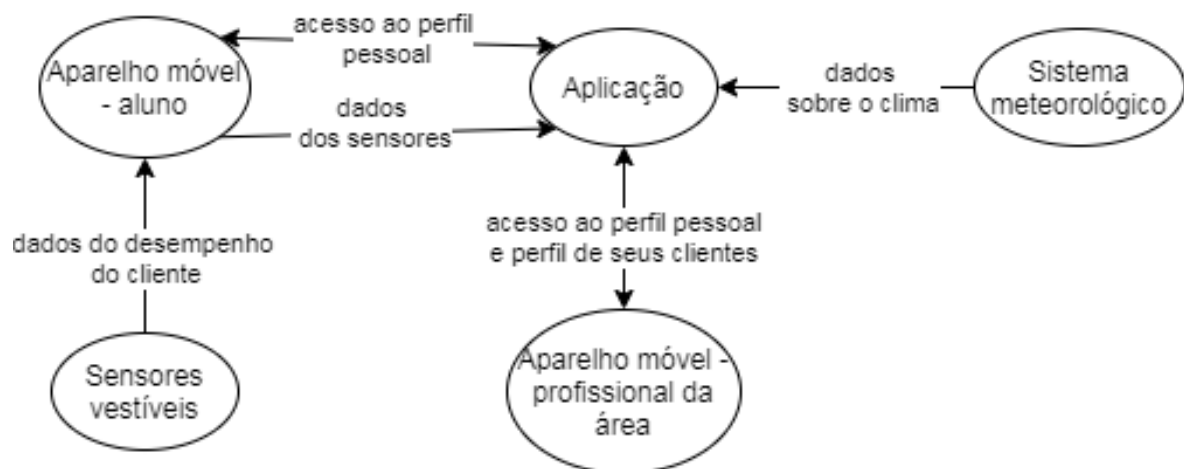 acesso ao perfil
pessoal
Aparelho móvel
- aluno
Aplicação
dados
sobre o clima
Sistema
meteorológico
dados
dos sensores
dados do desempenho
do cliente
acesso ao perfil pessoal
e perfil de seus clientes
Sensores
vestíveis
Aparelho móvel -
profissional da
área